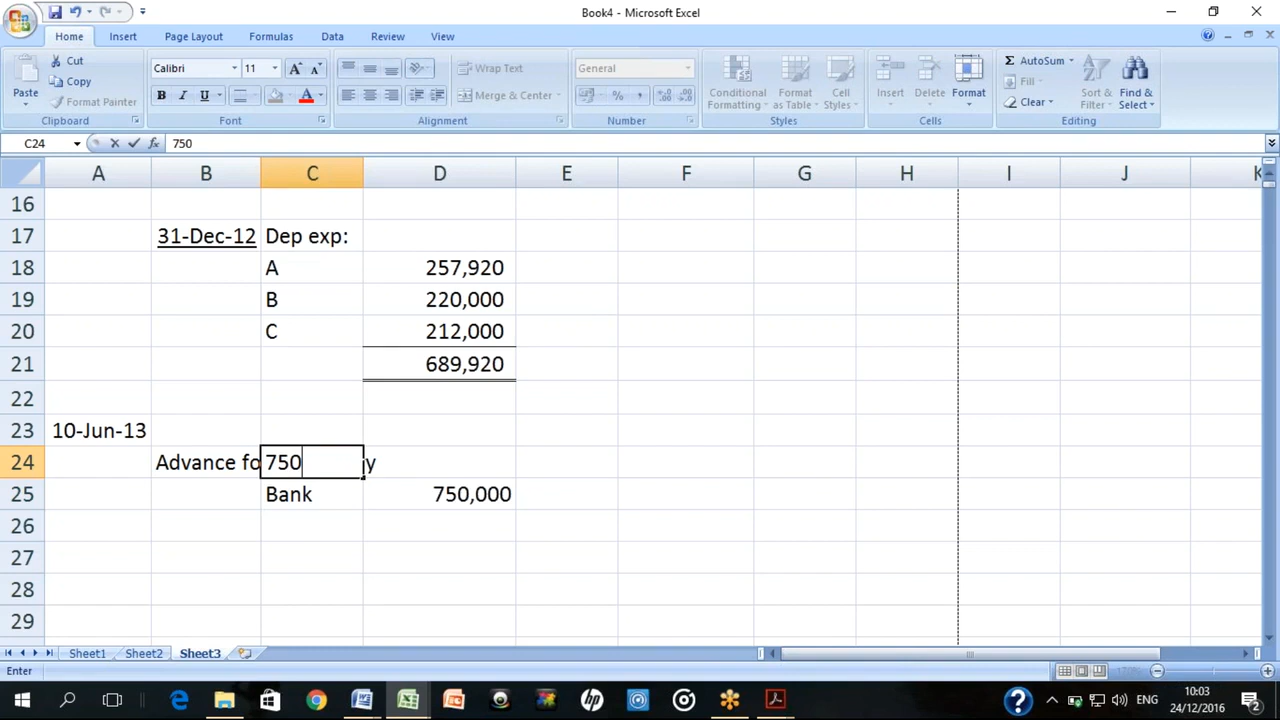 Book4 - Microsoft Excel
Home Insert Page Layout Formulas Data Review View
Paste Cut Copy Format Painter Clipboard
Calibri 11 A A B I U A Font
Wrap Text Merge & Center Alignment
General % , Number
Conditional Formatting Format as Table Cell Styles Styles
Insert Delete Format Cells
Σ AutoSum Fill Clear Sort & Filter Find & Select Editing
C24 fx 750
A B C D E F G H I J K
16
17 31-Dec-12 Dep exp:
18 A 257,920
19 B 220,000
20 C 212,000
21 689,920
22
23 10-Jun-13
24 Advance fo 750 y
25 Bank 750,000
26
27
28
29
Sheet1 Sheet2 Sheet3
Enter
ENG 10:03
24/12/2016 2